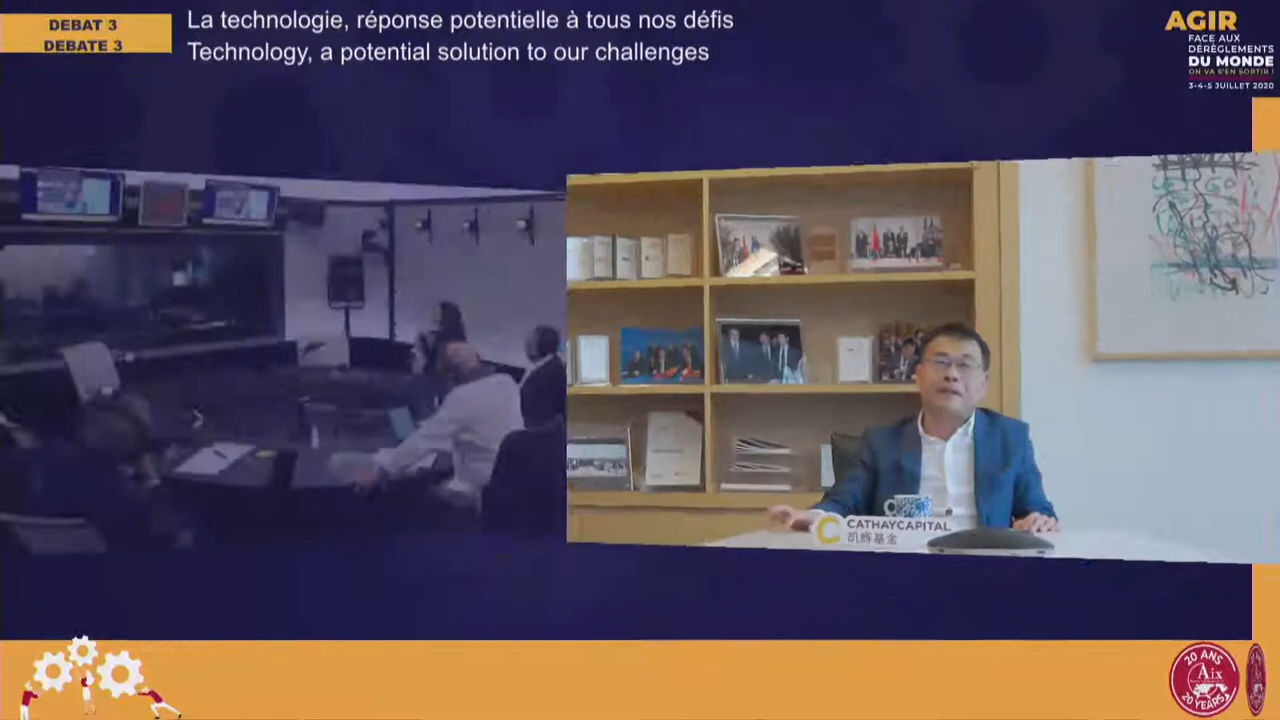 DEBAT 3
DEBATE 3
La technologie, réponse potentielle à tous nos défis
Technology, a potential solution to our challenges
AGIR
FACE AUX
DÉRÈGLEMENTS
DU MONDE
ON VA S'EN SORTIR !
3-4-5 JUILLET 2020
CATHAYCAPITAL
凯辉基金
20 ANS
Aix
20 YEARS